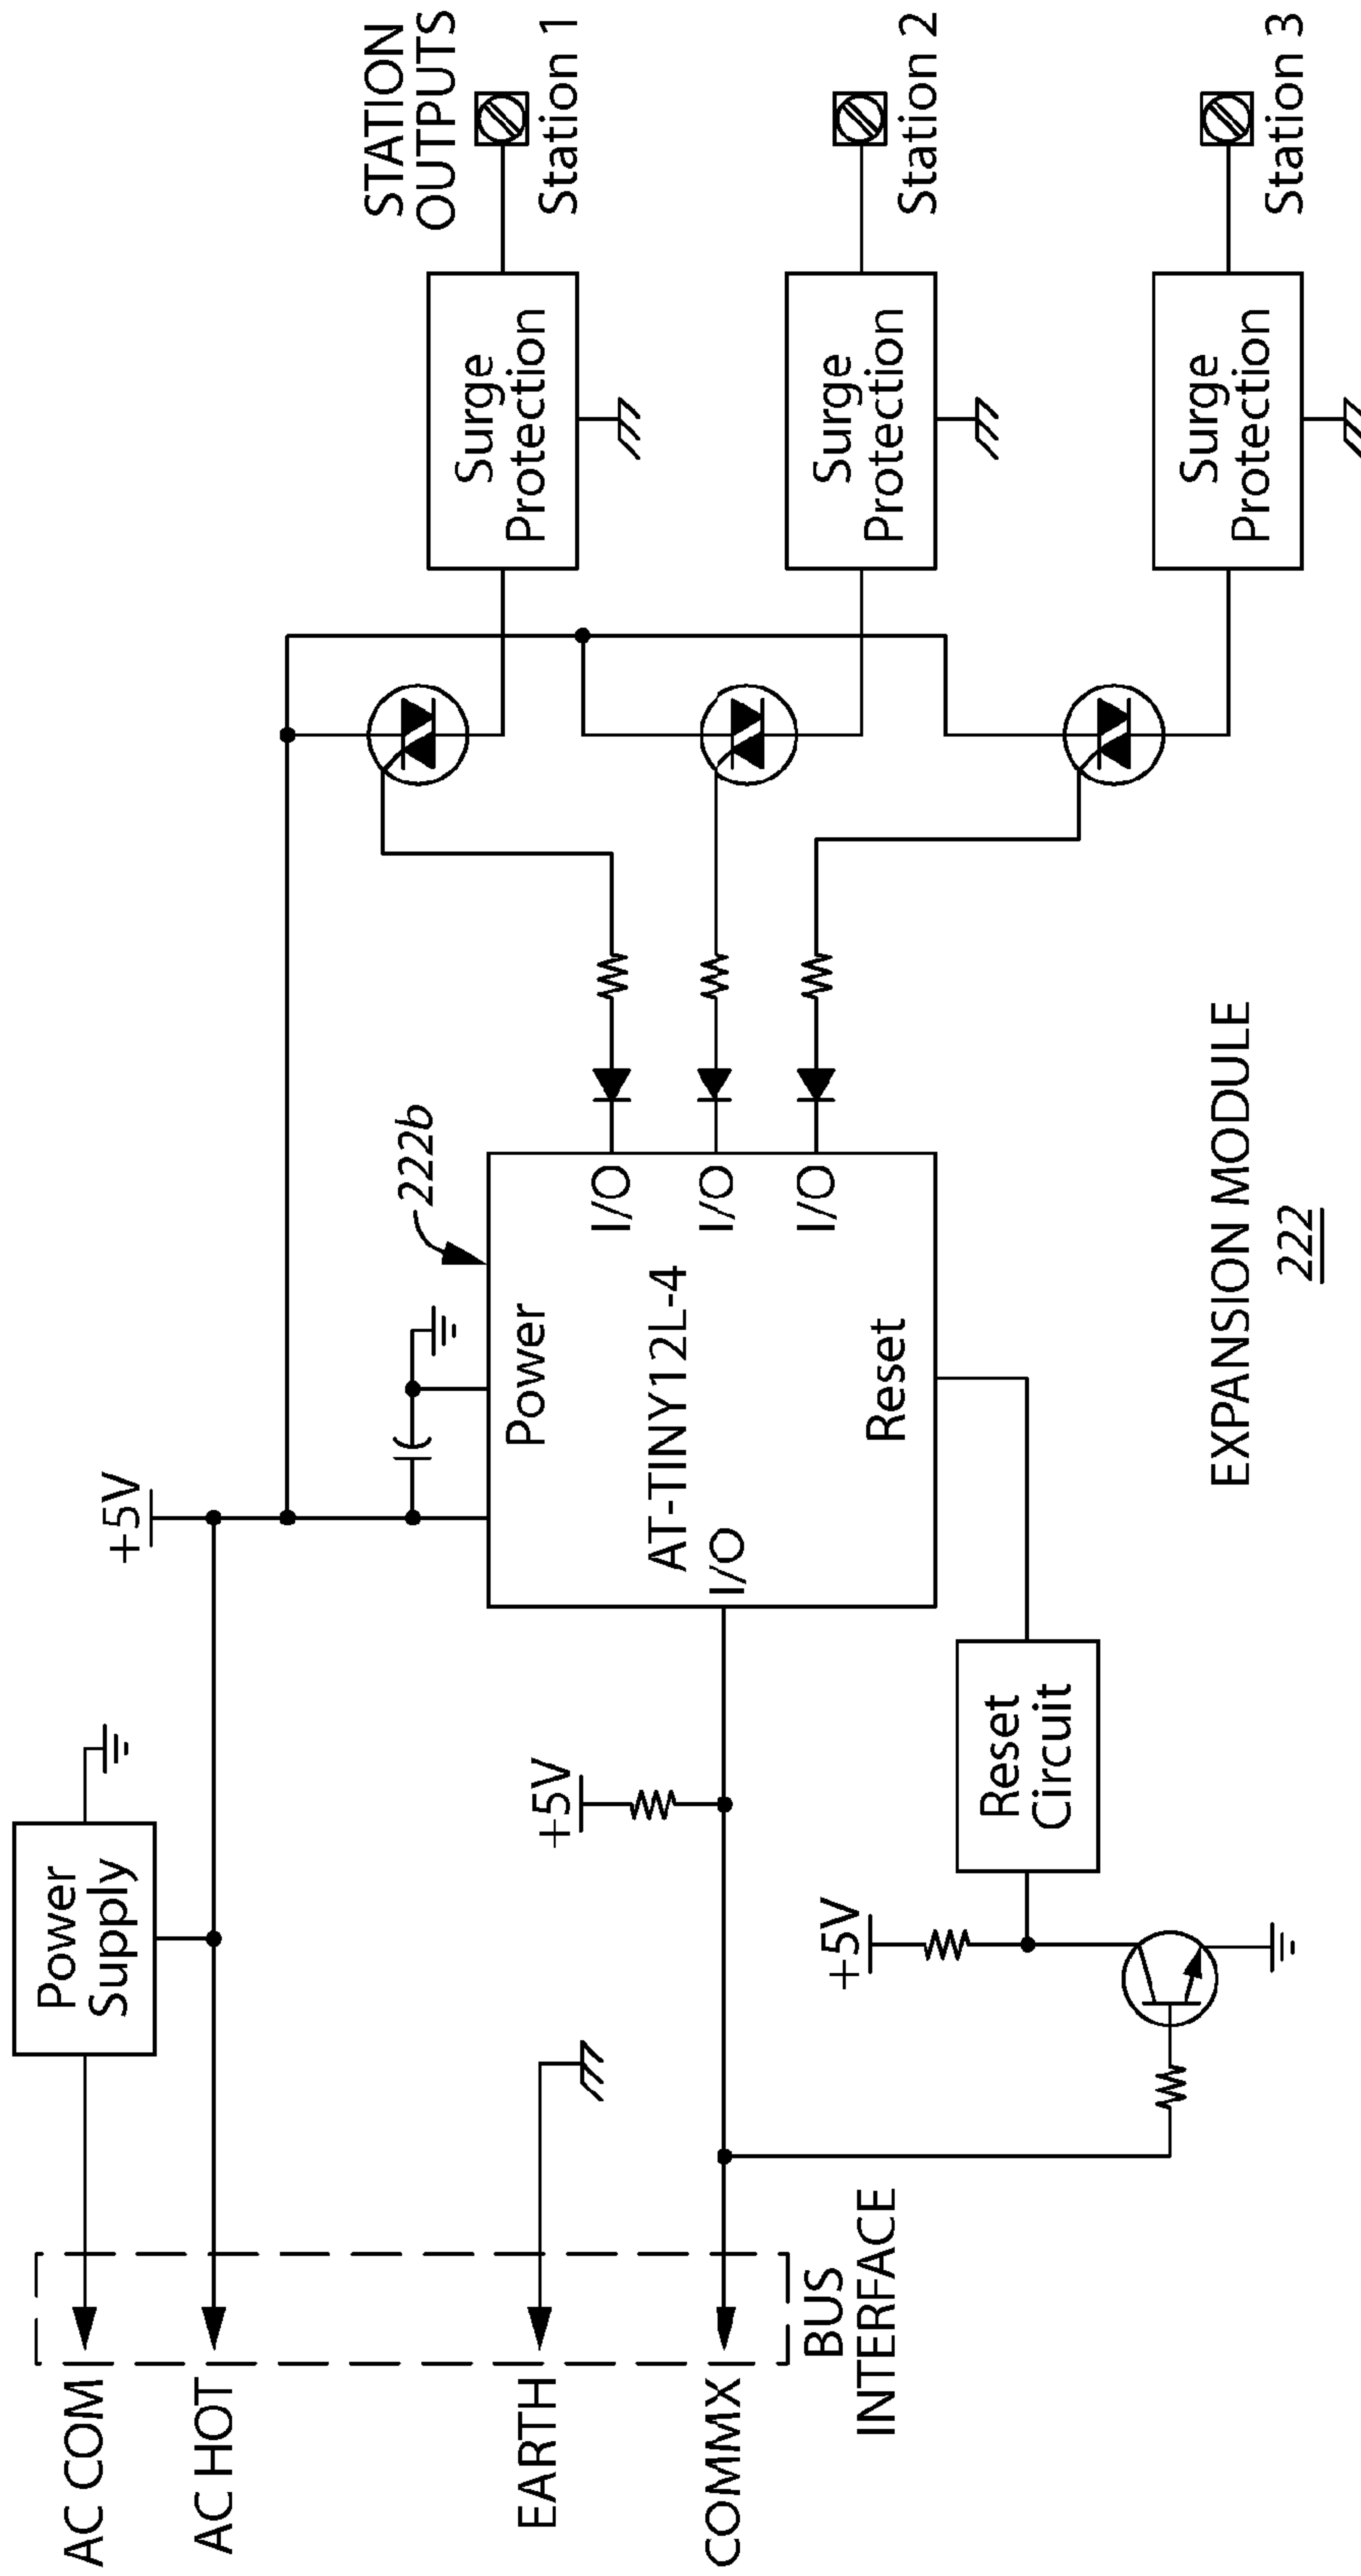 AC COM
AC HOT
EARTH
COMMX
BUS
INTERFACE
Power
Supply
+5V
+5V
+5V
Reset
Circuit
222b
Power
AT-TINY12L-4
I/O
Reset
I/O
I/O
I/O
Surge
Protection
Surge
Protection
Surge
Protection
STATION
OUTPUTS
Station 1
Station 2
Station 3
EXPANSION MODULE
222